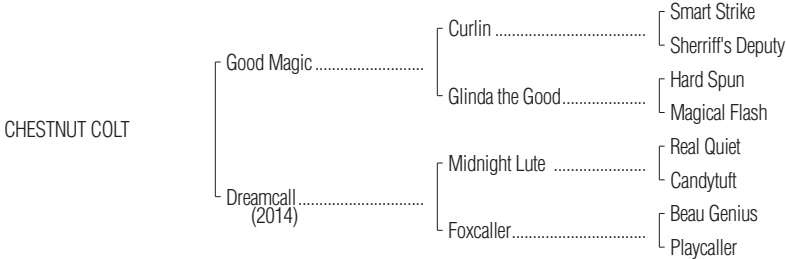 Smart Strike
Curlin ......................................
Sherriff's Deputy
Good Magic ..........................
Hard Spun
Glinda the Good.....................
Magical Flash
CHESTNUT COLT
Real Quiet
Midnight Lute .......................
Candytuft
Dreamcall...............................
(2014)
Beau Genius
Foxcaller.................................
Playcaller